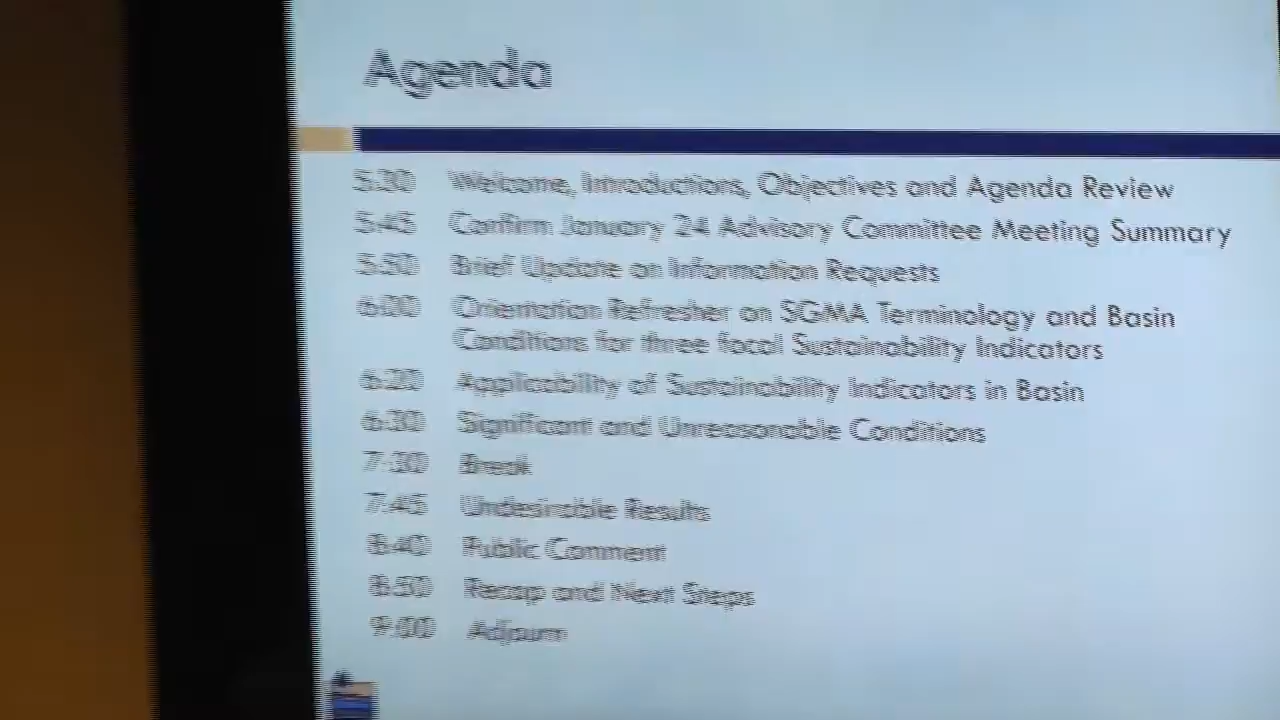 Agenda
5:30 Welcome, Introductions, Objectives and Agenda Review
5:45 Confirm January 24 Advisory Committee Meeting Summary
5:50 Brief Update on Information Requests
6:00 Orientation Refresher on SGMA Terminology and Basin
Conditions for three focal Sustainability Indicators
6:20 Applicability of Sustainability Indicators in Basin
6:30 Significant and Unreasonable Conditions
7:30 Break
7:45 Undesirable Results
8:40 Public Comment
8:50 Recap and Next Steps
9:00 Adjourn